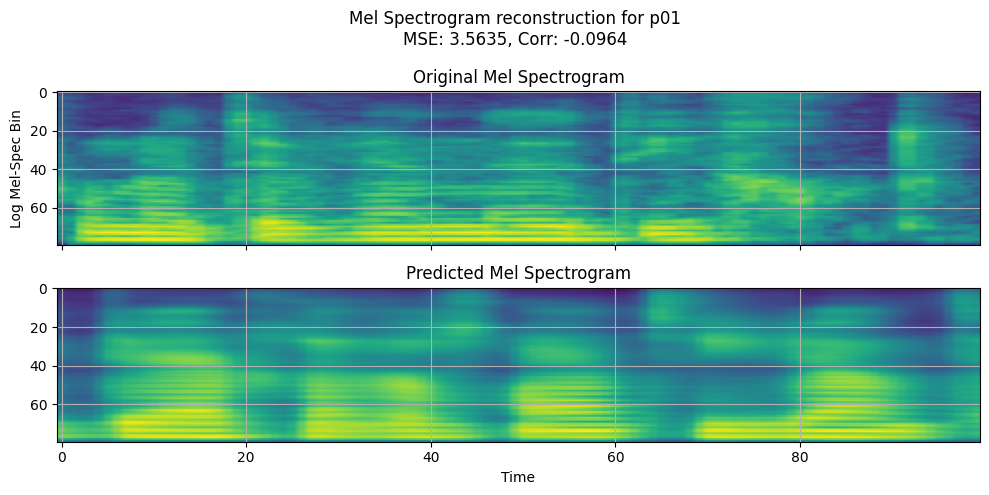 Mel Spectrogram reconstruction for p01
MSE: 3.5635, Corr: -0.0964
Original Mel Spectrogram
0
20
40
60
Log Mel-Spec Bin
Predicted Mel Spectrogram
0
20
40
60
0 20 40 60 80
Time